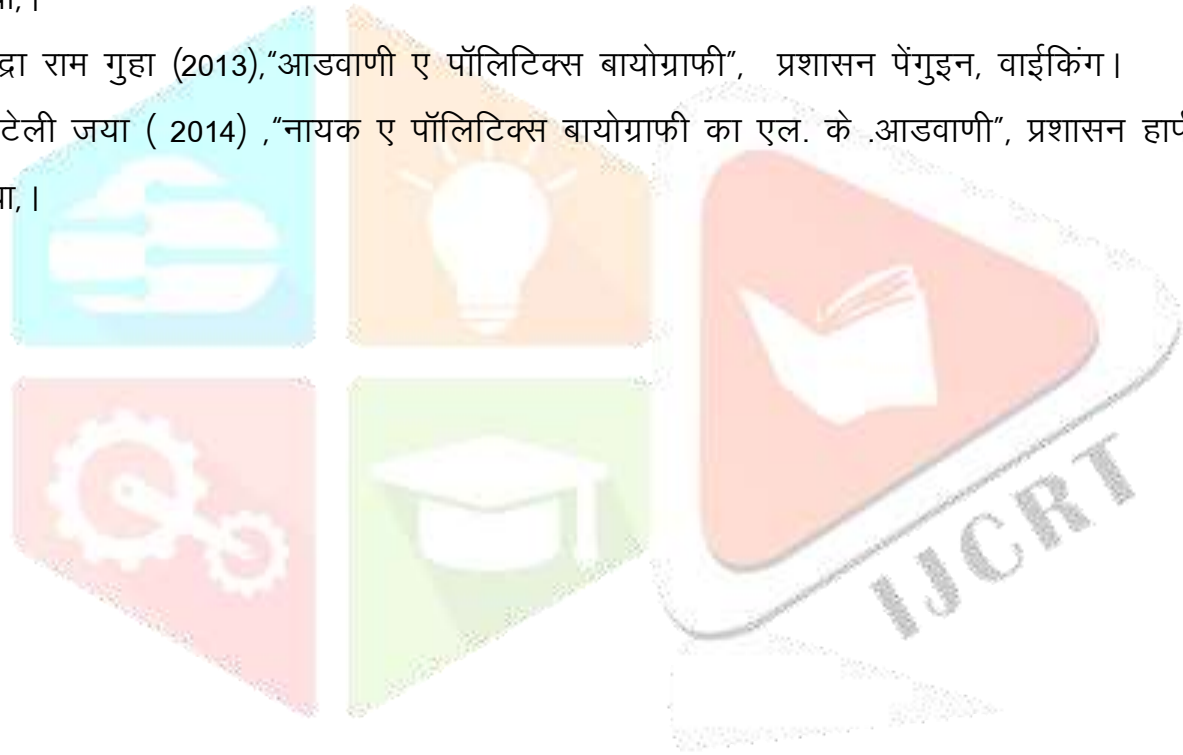 द्रा राम गुहा (2013),“आडवाणी ए पॉलिटिक्स बायोग्राफी”, प्रशासन पेंगुइन, वाईकिंग।
टेली जया ( 2014) ,“नायक ए पॉलिटिक्स बायोग्राफी का एल. के .आडवाणी”, प्रशासन
IJCRT